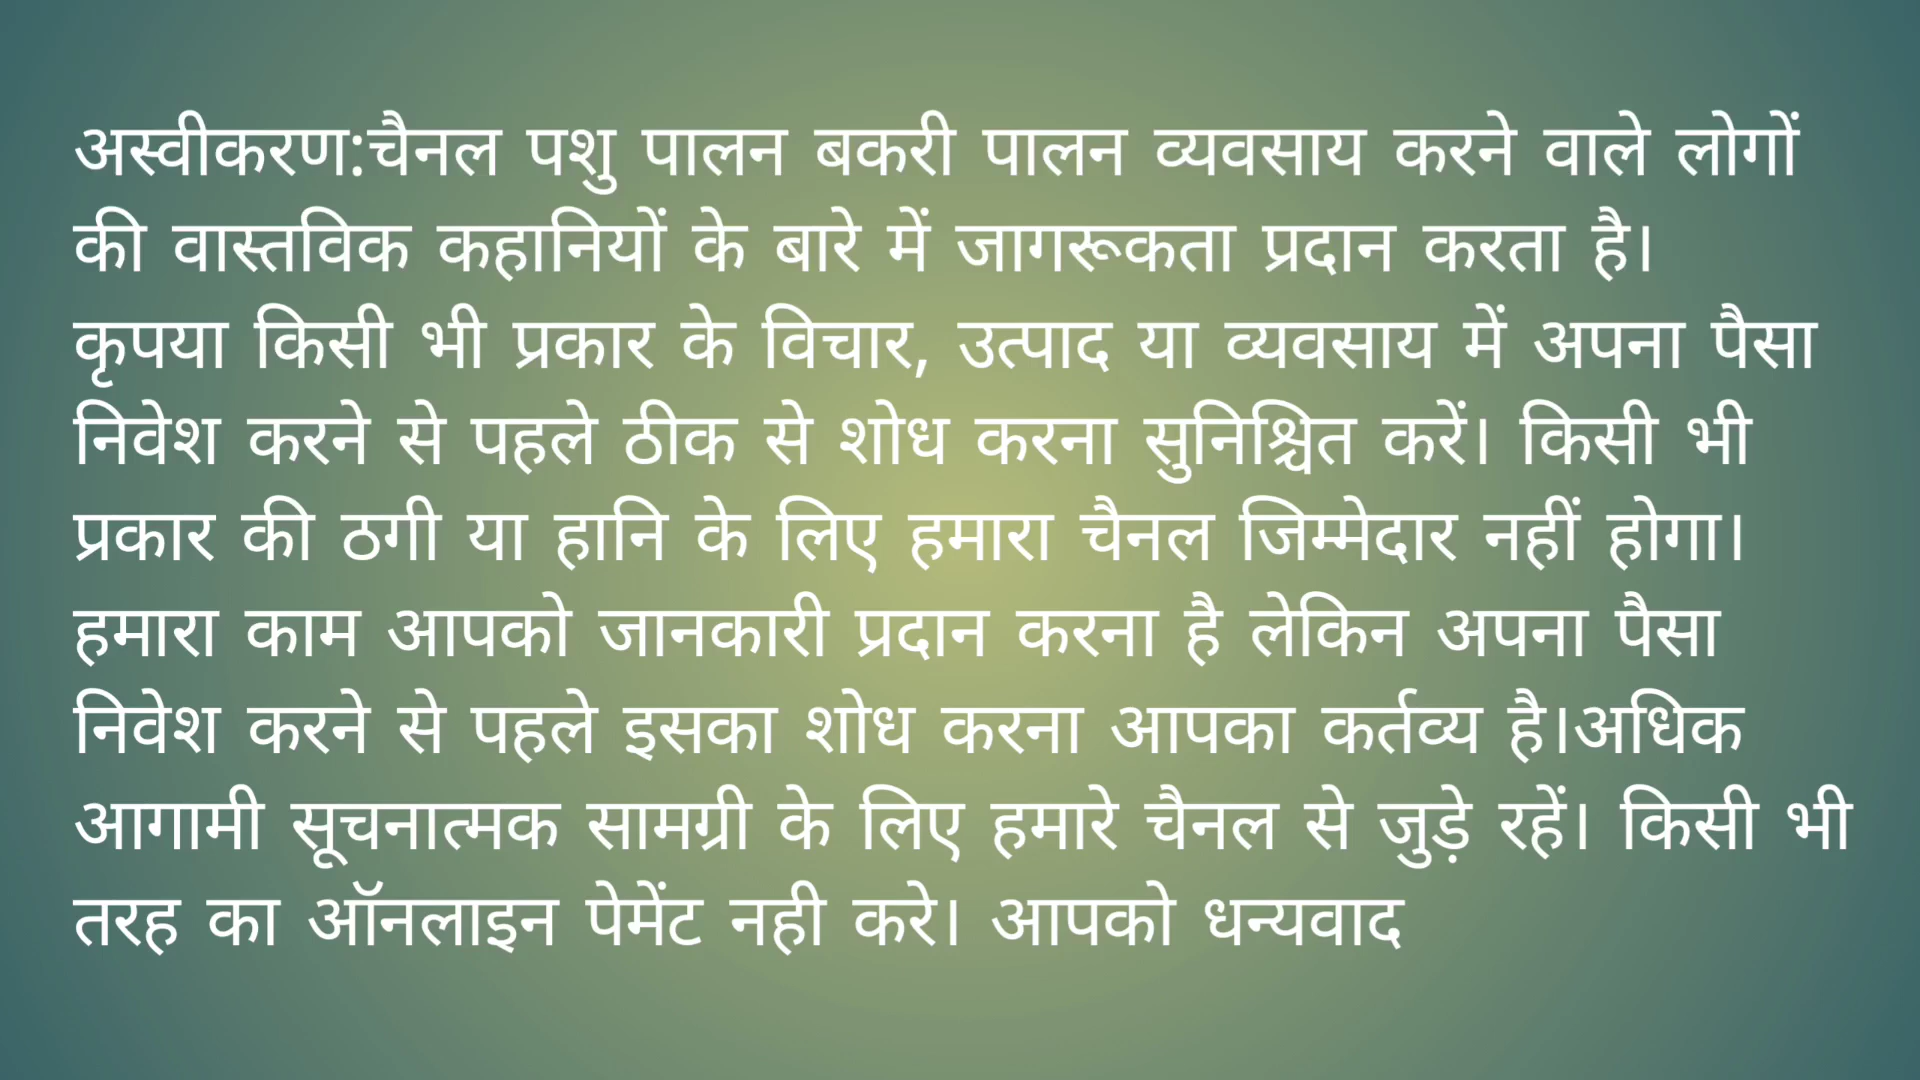 अस्वीकरण:चैनल पशु पालन बकरी पालन व्यवसाय करने वाले लोगों
की वास्तविक कहानियों के बारे में जागरूकता प्रदान करता है।
कृपया किसी भी प्रकार के विचार, उत्पाद या व्यवसाय में अपना पैसा
निवेश करने से पहले ठीक से शोध करना सुनिश्चित करें। किसी भी
प्रकार की ठगी या हानि के लिए हमारा चैनल जिम्मेदार नहीं होगा।
हमारा काम आपको जानकारी प्रदान करना है लेकिन अपना पैसा
निवेश करने से पहले इसका शोध करना आपका कर्तव्य है।अधिक
आगामी सूचनात्मक सामग्री के लिए हमारे चैनल से जुड़े रहें। किसी भी
तरह का ऑनलाइन पेमेंट नही करे। आपको धन्यवाद